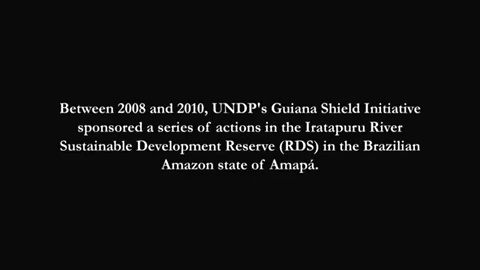 Between 2008 and 2010, UNDP's Guiana Shield Initiative
sponsored a series of actions in the Iratapuru River
Sustainable Development Reserve (RDS) in the Brazilian
Amazon state of Amapá.